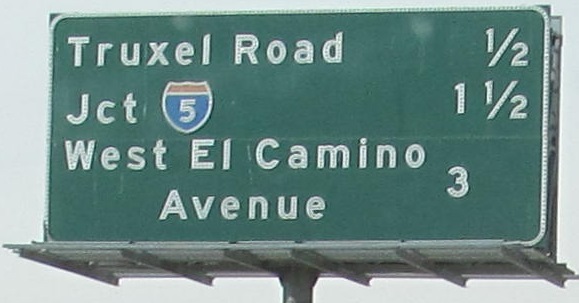 Truxel Road ½
Jct 5 1 ½
West El Camino
Avenue 3